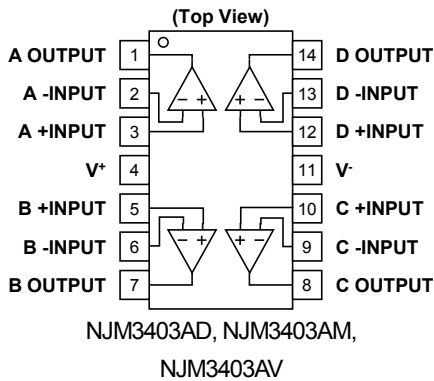 (Top View)
A OUTPUT 1 14 D OUTPUT
A -INPUT 2 13 D -INPUT
A +INPUT 3 12 D +INPUT
V+ 4 11 V-
B +INPUT 5 10 C +INPUT
B -INPUT 6 9 C -INPUT
B OUTPUT 7 8 C OUTPUT
− + + −
− + + −
NJM3403AD, NJM3403AM,
NJM3403AV